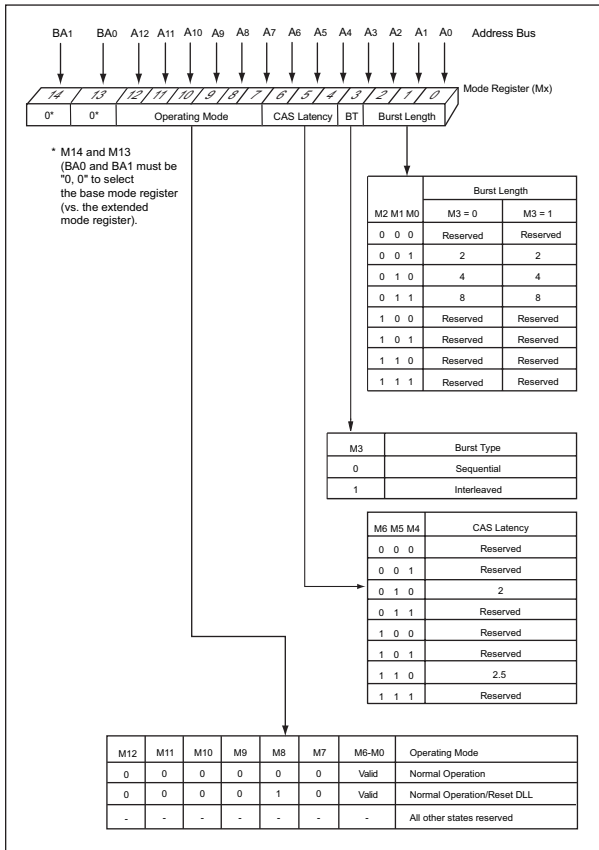 BA1 BA0 A12 A11 A10 A9 A8 A7 A6 A5 A4 A3 A2 A1 A0 Address Bus
Mode Register (Mx)
14 13 12 11 10 9 8 7 6 5 4 3 2 1 0
0* 0* Operating Mode CAS Latency BT Burst Length
* M14 and M13
(BA0 and BA1 must be
"0, 0" to select
the base mode register
(vs. the extended
mode register).
Burst Length
M2 M1 M0 M3 = 0 M3 = 1
0 0 0 Reserved Reserved
0 0 1 2 2
0 1 0 4 4
0 1 1 8 8
1 0 0 Reserved Reserved
1 0 1 Reserved Reserved
1 1 0 Reserved Reserved
1 1 1 Reserved Reserved
M3 Burst Type
0 Sequential
1 Interleaved
M6 M5 M4 CAS Latency
0 0 0 Reserved
0 0 1 Reserved
0 1 0 2
0 1 1 Reserved
1 0 0 Reserved
1 0 1 Reserved
1 1 0 2.5
1 1 1 Reserved
M12 M11 M10 M9 M8 M7 M6-M0 Operating Mode
0 0 0 0 0 0 Valid Normal Operation
0 0 0 0 1 0 Valid Normal Operation/Reset DLL
- - - - - - - All other states reserved